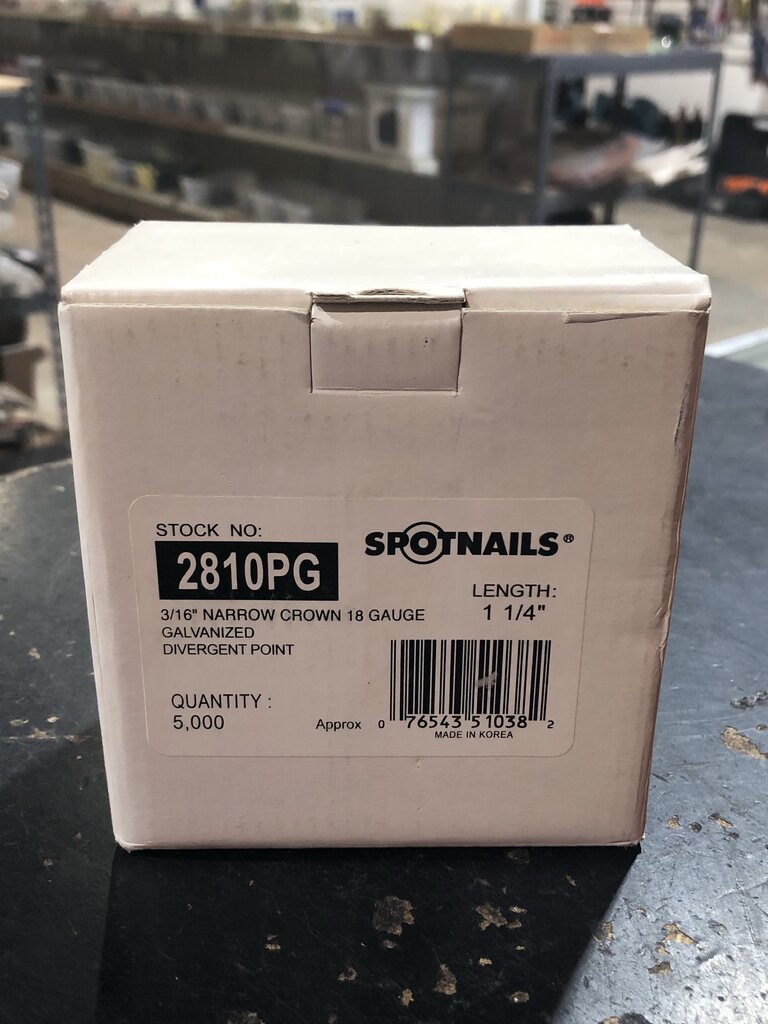 STOCK NO:
2810PG
SPOTNAILS®
LENGTH:
1 1/4"
3/16" NARROW CROWN 18 GAUGE
GALVANIZED
DIVERGENT POINT
QUANTITY :
5,000
Approx
0 76543 51038 2
MADE IN KOREA